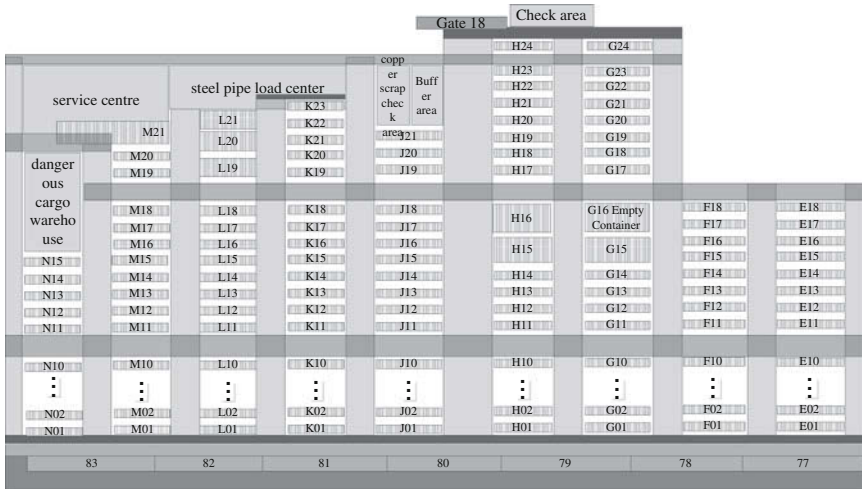 Check area
Gate 18
H24 G24
copp
er
scrap
chec
k
area
Buff
er
area
H23 G23
service centre
steel pipe load center
H22 G22
K23 H21 G21
L21 K22 H20 G20
M21 L20 K21 J21 H19 G19
M20 K20 J20 H18 G18
M19 L19 K19 J19 H17 G17
danger
ous
cargo
wareho
use
M18 L18 K18 J18 H16 G16 Empty
Container F18 E18
M17 L17 K17 J17 F17 E17
M16 L16 K16 J16 H15 G15 F16 E16
N15 M15 L15 K15 J15 F15 E15
N14 M14 L14 K14 J14 H14 G14 F14 E14
N13 M13 L13 K13 J13 H13 G13 F13 E13
N12 M12 L12 K12 J12 H12 G12 F12 E12
N11 M11 L11 K11 J11 H11 G11 F11 E11
N10 M10 L10 K10 J10 H10 G10 F10 E10
N02 M02 L02 K02 J02 H02 G02 F02 E02
N01 M01 L01 K01 J01 H01 G01 F01 E01
83 82 81 80 79 78 77